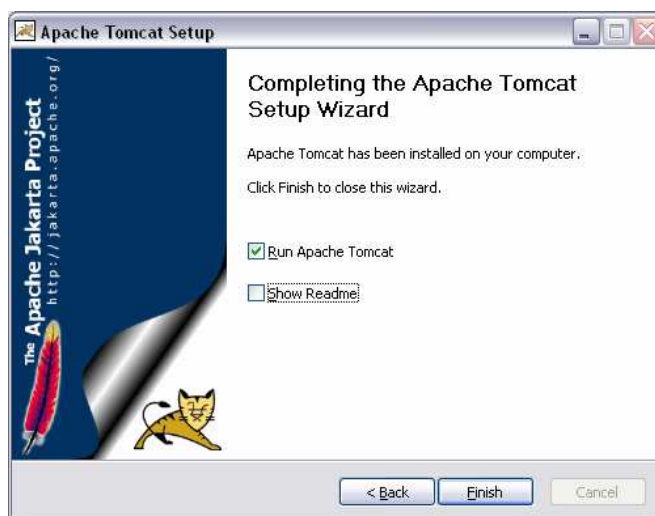 Apache Tomcat Setup
The Apache Jakarta Project
http://jakarta.apache.org/
Completing the Apache Tomcat
Setup Wizard
Apache Tomcat has been installed on your computer.
Click Finish to close this wizard.
Run Apache Tomcat
Show Readme
< Back
Finish
Cancel